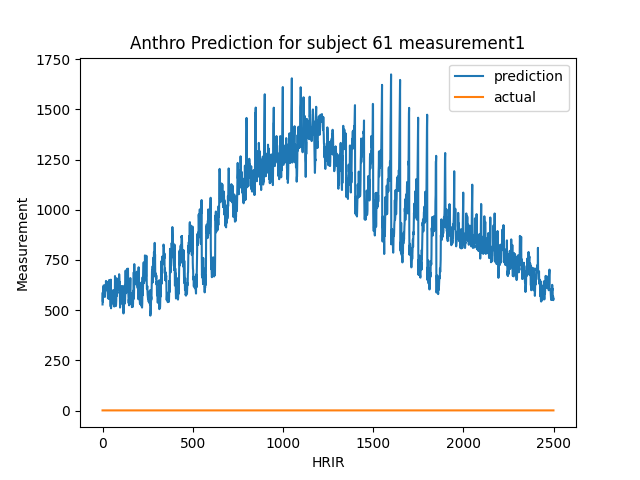 Anthro Prediction for subject 61 measurement1
prediction
actual
Measurement
1750
1500
1250
1000
750
500
250
0
0 500 1000 1500 2000 2500
HRIR